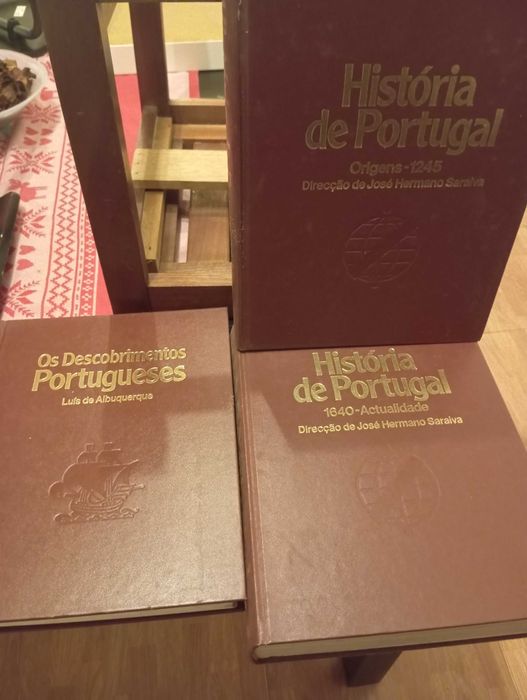 História
de Portugal
Origens-1245
Direcção de José Hermano Saraiva
Os Descobrimentos
Portugueses
Luís de Albuquerque
História
de Portugal
1640-Actualidade
Direcção de José Hermano Saraiva